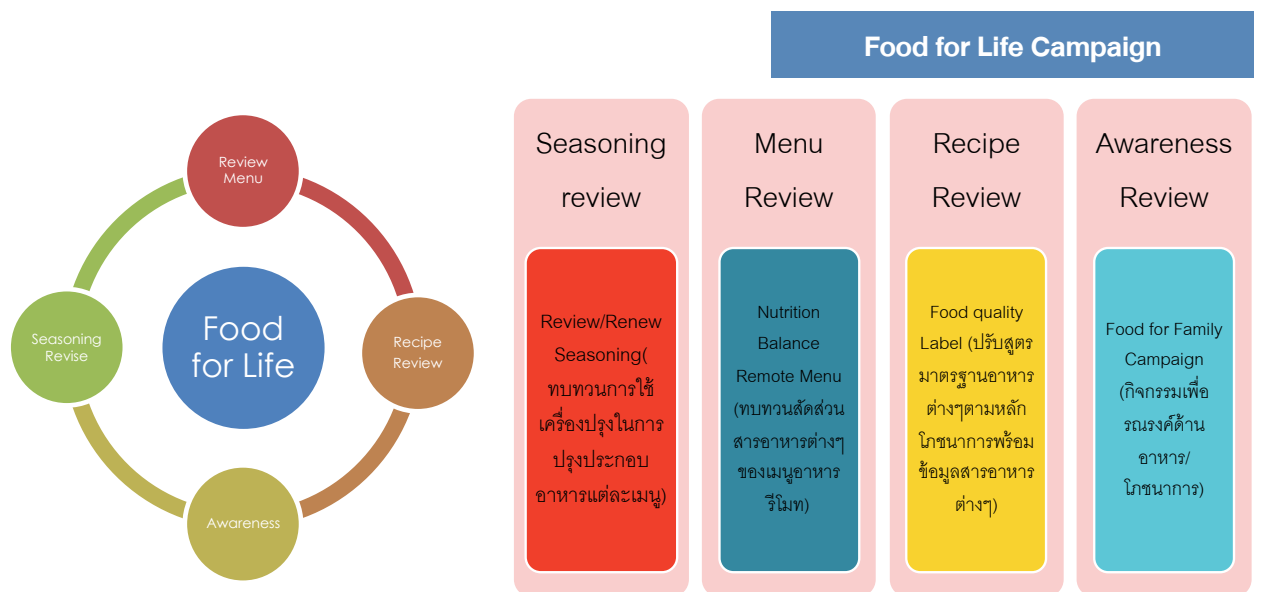 Food for Life Campaign
Review
Menu
Seasoning
Revise
Food
for Life
Recipe
Review
Awareness
Seasoning
review
Review/Renew
Seasoning(
ทบทวนการใช้
เครื่องปรุงในการ
ปรุงประกอบ
อาหารแต่ละเมนู)
Menu
Review
Nutrition
Balance
Remote Menu
(ทบทวนสัดส่วน
สารอาหารต่างๆ
ของเมนูอาหาร
รีโมท)
Recipe
Review
Food quality
Label (ปรับสูตร
มาตรฐานอาหาร
ต่างๆตามหลัก
โภชนาการพร้อม
ข้อมูลสารอาหาร
ต่างๆ)
Awareness
Review
Food for Family
Campaign
(กิจกรรมเพื่อ
รณรงค์ด้าน
อาหาร/
โภชนาการ)